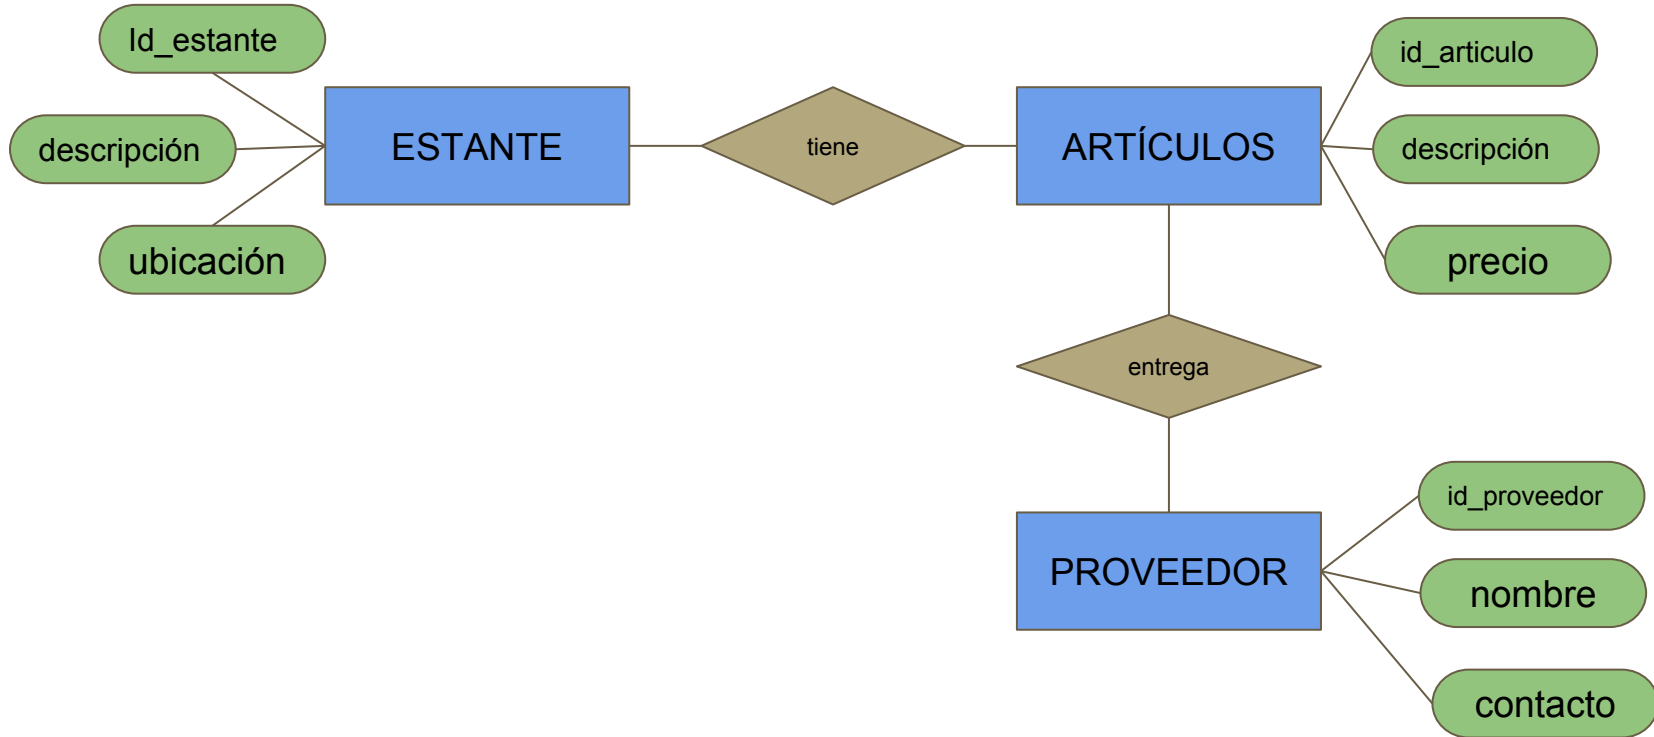 Id_estante
descripción
ubicación
ESTANTE
tiene
ARTÍCULOS
id_articulo
descripción
precio
entrega
PROVEEDOR
id_proveedor
nombre
contacto